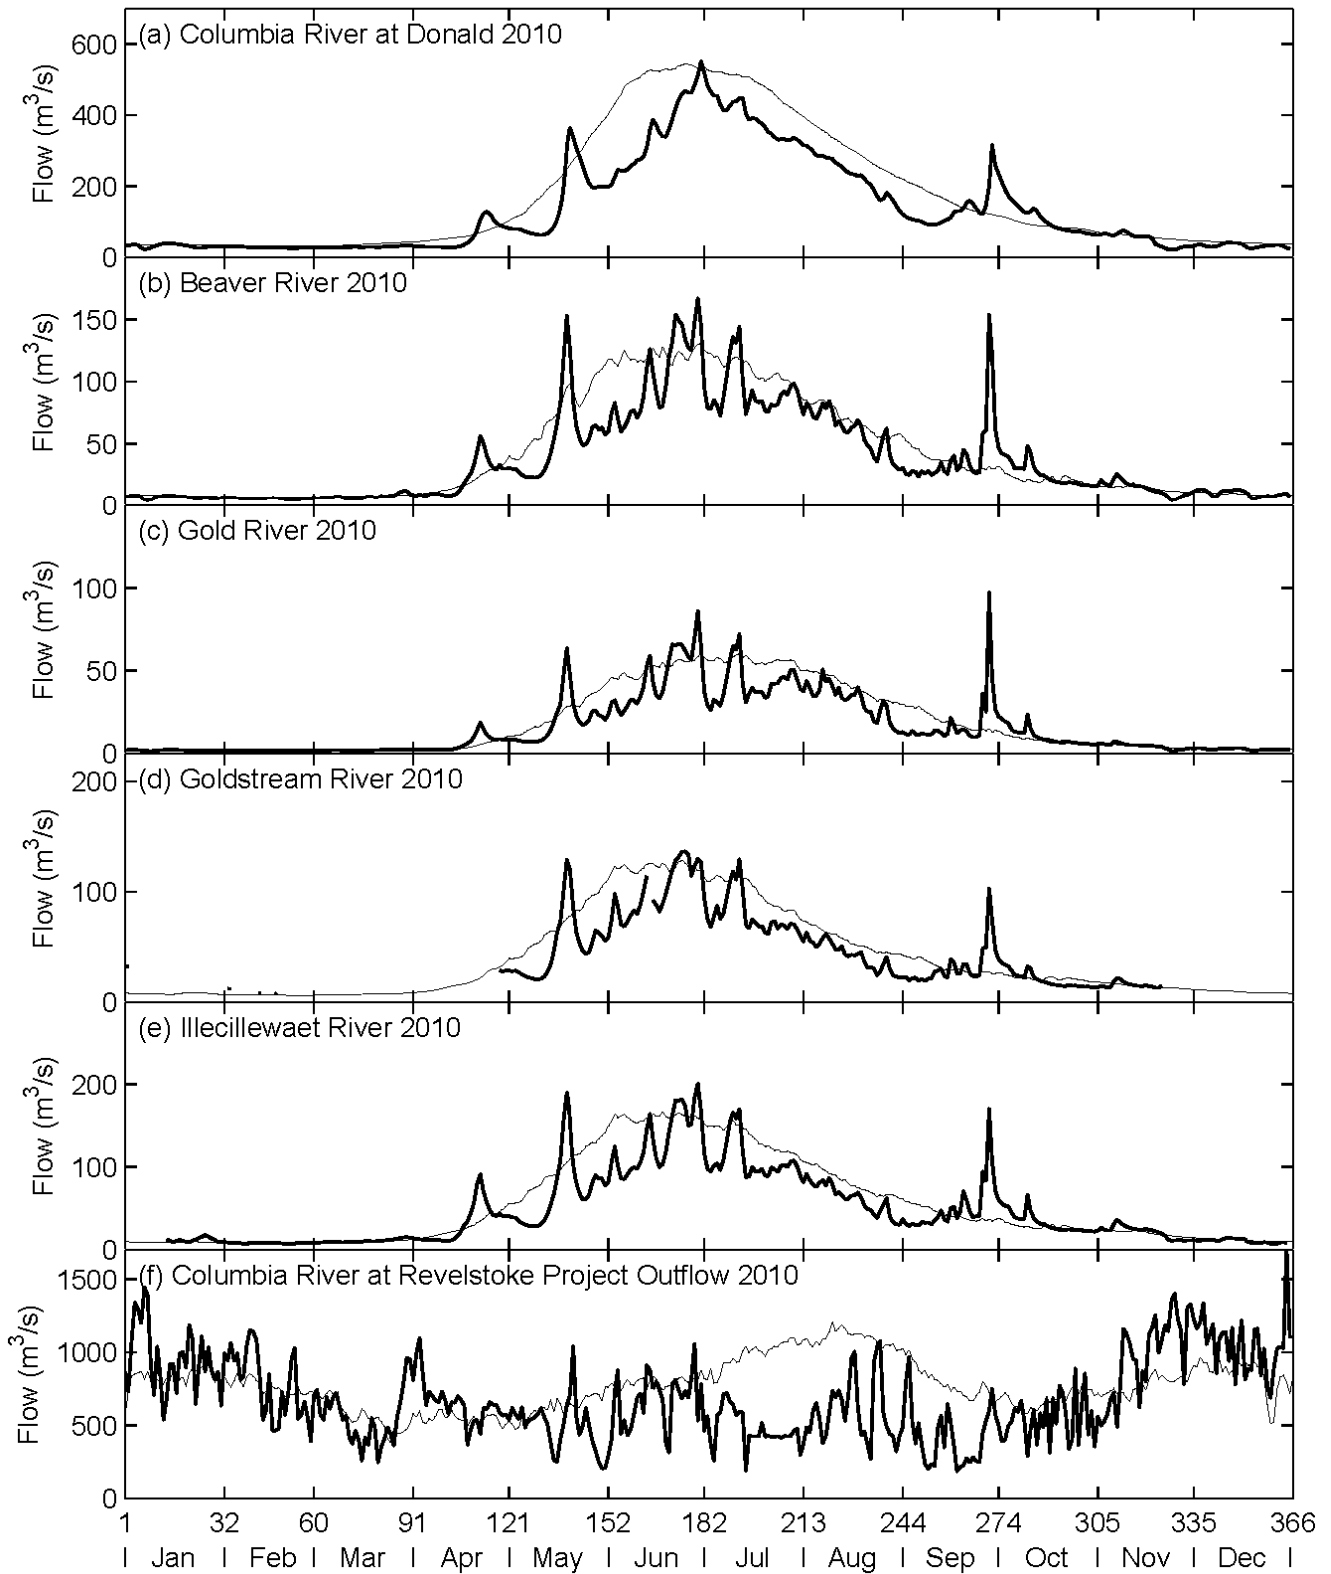 (a) Columbia River at Donald 2010
600
400
200
0
Flow (m³/s)
(b) Beaver River 2010
150
100
50
0
Flow (m³/s)
(c) Gold River 2010
100
50
0
Flow (m³/s)
(d) Goldstream River 2010
200
100
0
Flow (m³/s)
(e) Illecillewaet River 2010
200
100
0
Flow (m³/s)
(f) Columbia River at Revelstoke Project Outflow 2010
1500
1000
500
0
Flow (m³/s)
1 32 60 91 121 152 182 213 244 274 305 335 366
| Jan | Feb | Mar | Apr | May | Jun | Jul | Aug | Sep | Oct | Nov | Dec |